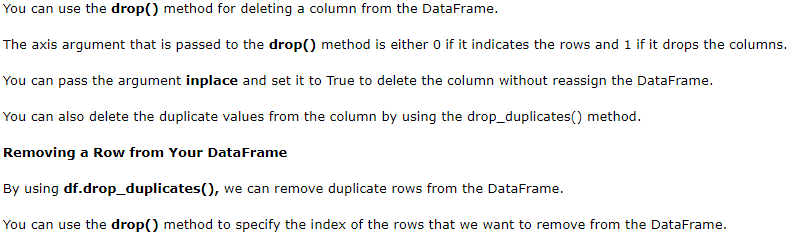 You can use the drop() method for deleting a column from the DataFrame.
The axis argument that is passed to the drop() method is either 0 if it indicates the rows and 1 if it drops the columns.
You can pass the argument inplace and set it to True to delete the column without reassign the DataFrame.
You can also delete the duplicate values from the column by using the drop_duplicates() method.
Removing a Row from Your DataFrame
By using df.drop_duplicates(), we can remove duplicate rows from the DataFrame.
You can use the drop() method to specify the index of the rows that we want to remove from the DataFrame.